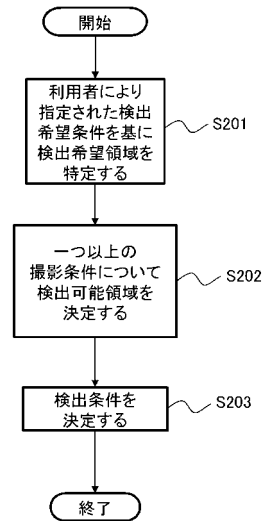 開始
利用者により
指定された検出
希望条件を基に
検出希望領域を
特定する
S201
一つ以上の
撮影条件について
検出可能領域を
決定する
S202
検出条件を
決定する
S203
終了